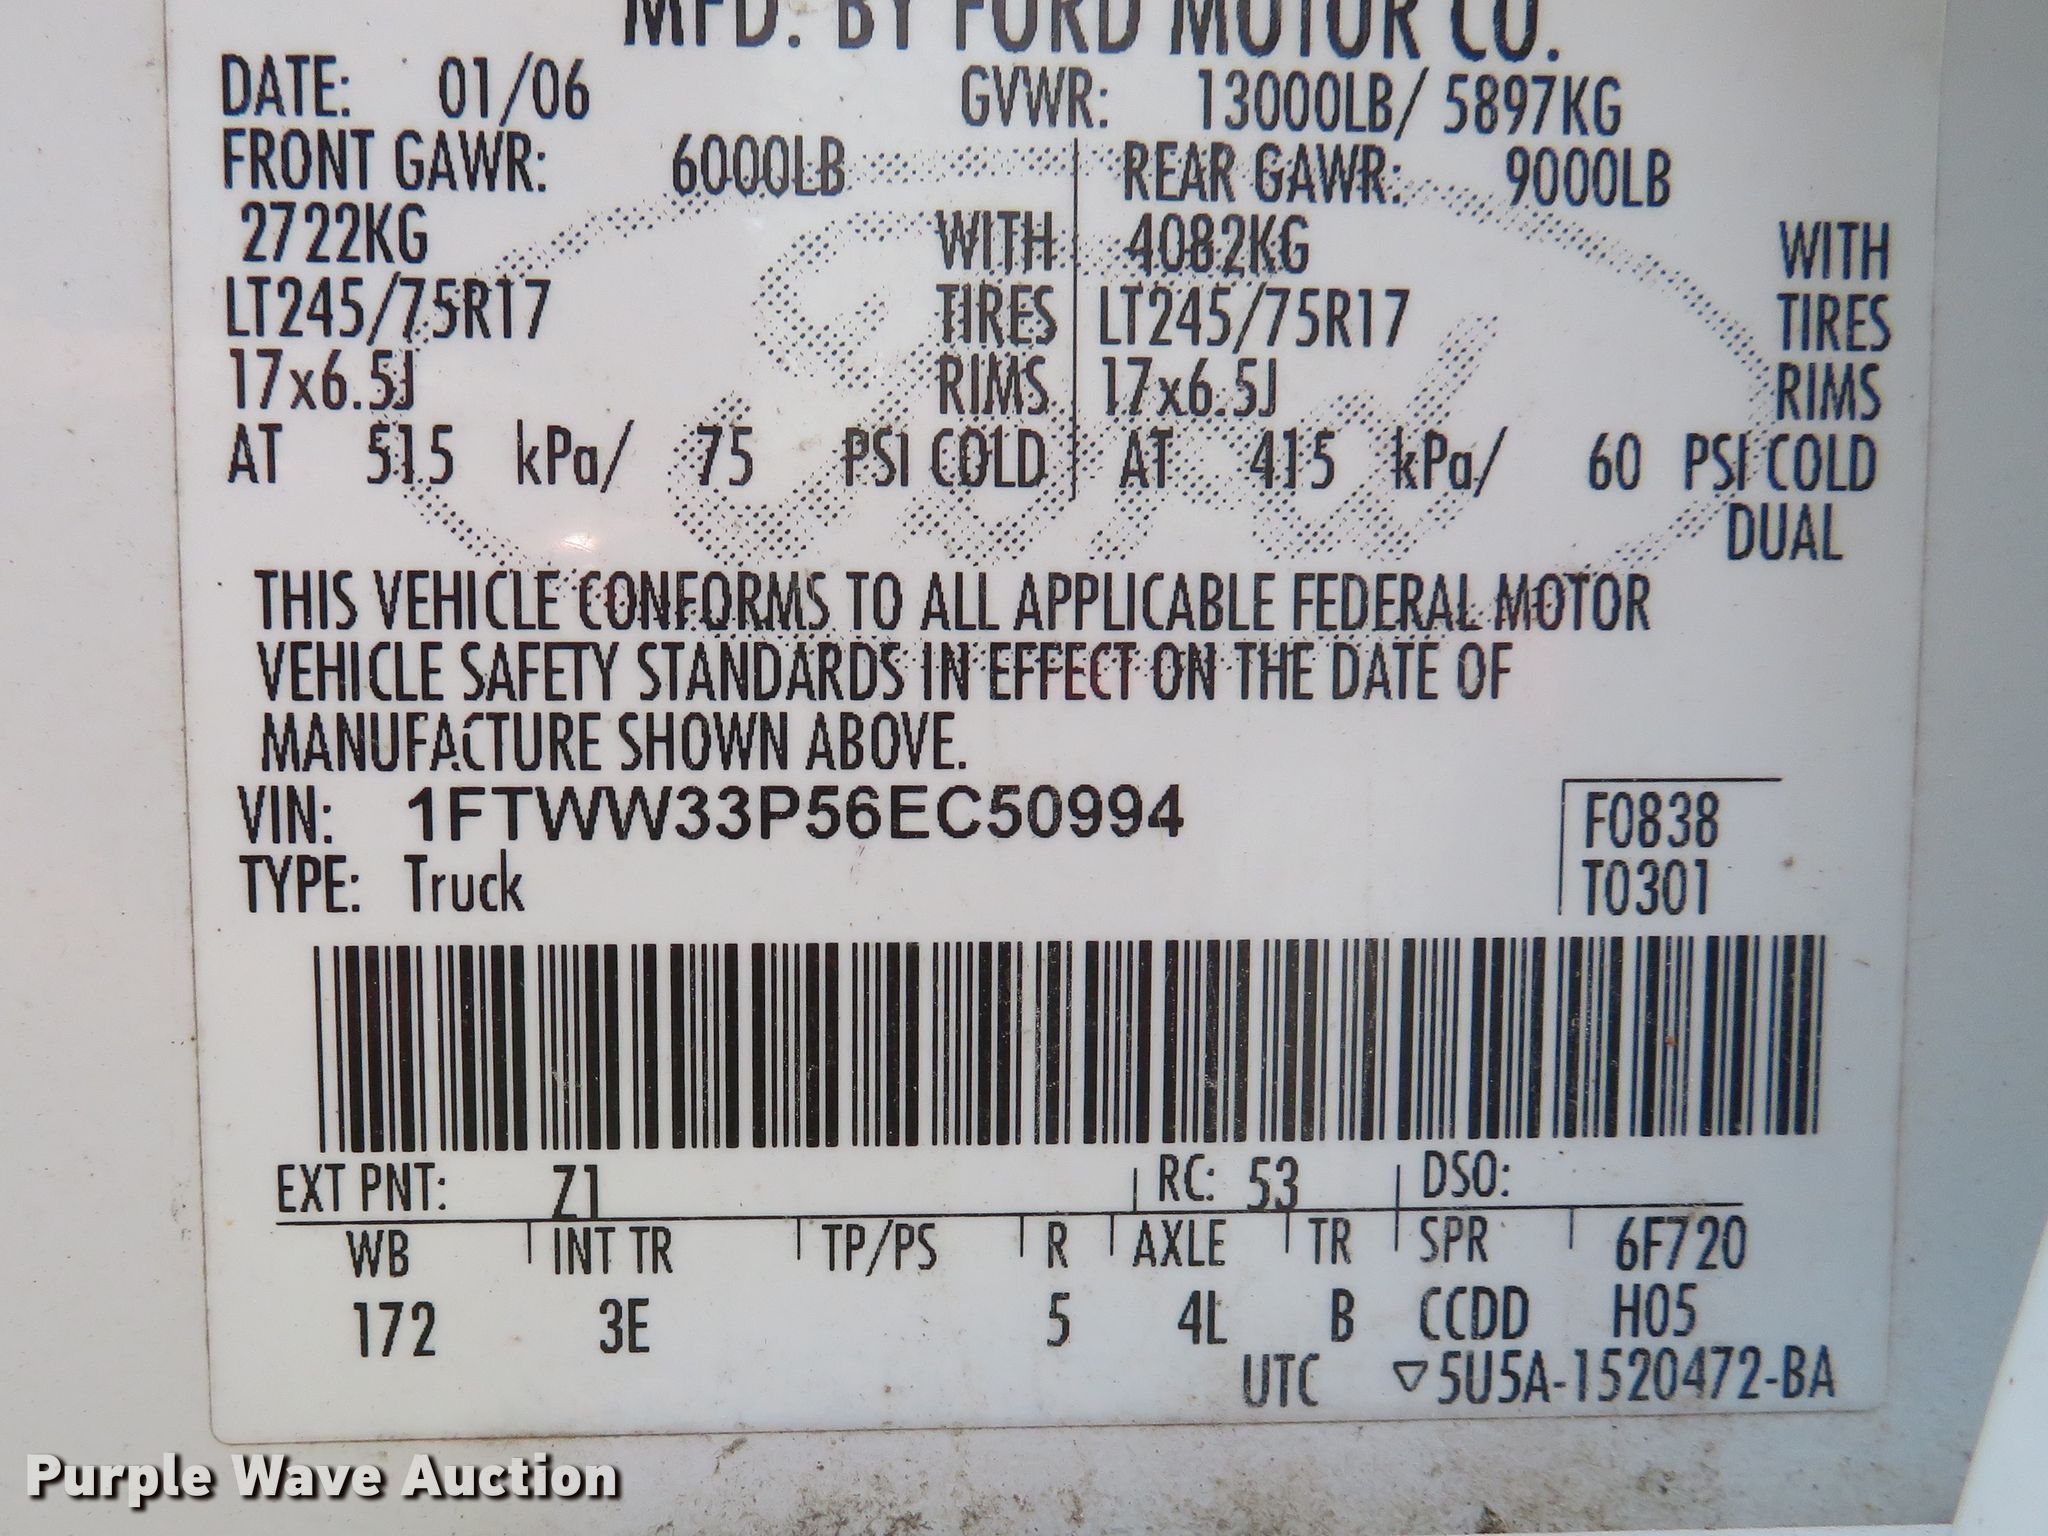 MFD. BY FORD MOTOR CO.
DATE: 01/06 GVWR: 13000LB/ 5897KG
FRONT GAWR: 6000LB REAR GAWR: 9000LB
2722KG WITH 4082KG WITH
LT245/75R17 TIRES LT245/75R17 TIRES
17x6.5J RIMS 17x6.5J RIMS
AT 515 kPa/ 75 PSI COLD AT 415 kPa/ 60 PSI COLD
DUAL
THIS VEHICLE CONFORMS TO ALL APPLICABLE FEDERAL MOTOR
VEHICLE SAFETY STANDARDS IN EFFECT ON THE DATE OF
MANUFACTURE SHOWN ABOVE.
VIN: 1FTWW33P56EC50994 F0838
TYPE: Truck T0301
EXT PNT: Z1 RC: 53 DSO:
WB INT TR TP/PS R AXLE TR SPR 6F720
172 3E 5 4L B CCDD H05
UTC ▽5U5A-1520472-BA
Purple Wave Auction